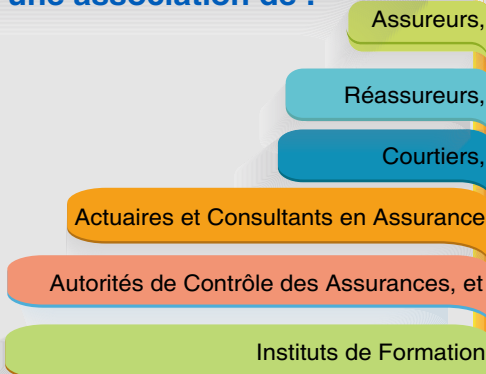 une association de :
Assureurs,
Réassureurs,
Courtiers,
Actuaires et Consultants en Assurance
Autorités de Contrôle des Assurances, et
Instituts de Formation